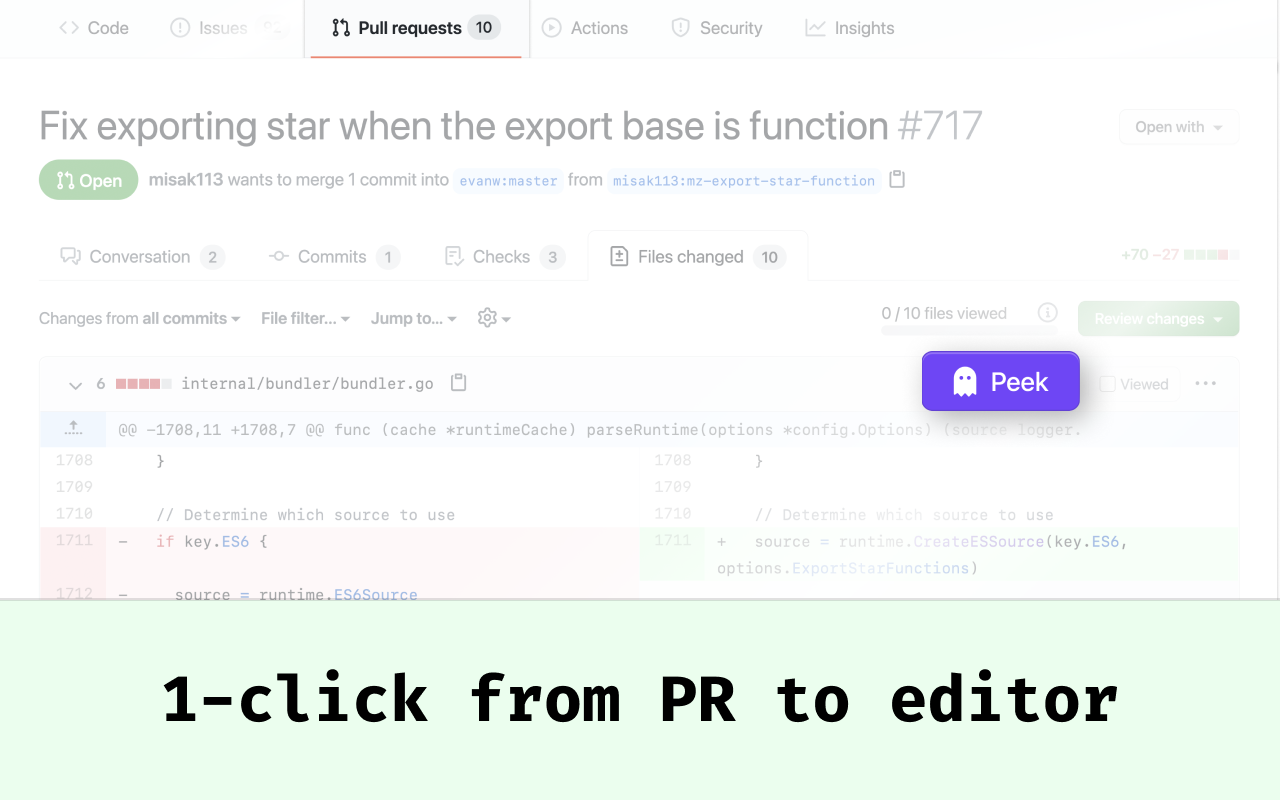 Code Issues Pull requests 10 Actions Security Insights
Fix exporting star when the export base is function #717
Open with
Open misak113 wants to merge 1 commit into evanw:master from misak113:mz-export-star-function
Conversation 2 Commits 1 Checks 3 Files changed 10 +70 −27
Changes from all commits File filter... Jump to... 0 / 10 files viewed Review changes
6 internal/bundler/bundler.go Peek Viewed
@@ −1708,11 +1708,7 @@ func (cache *runtimeCache) parseRuntime(options *config.Options) (source logger.
1708 } 1708 }
1709 1709
1710 // Determine which source to use 1710 // Determine which source to use
1711 − if key.ES6 { 1711 + source = runtime.CreateESSource(key.ES6,
options.ExportStarFunctions)
1712 − source = runtime.ES6Source
1-click from PR to editor